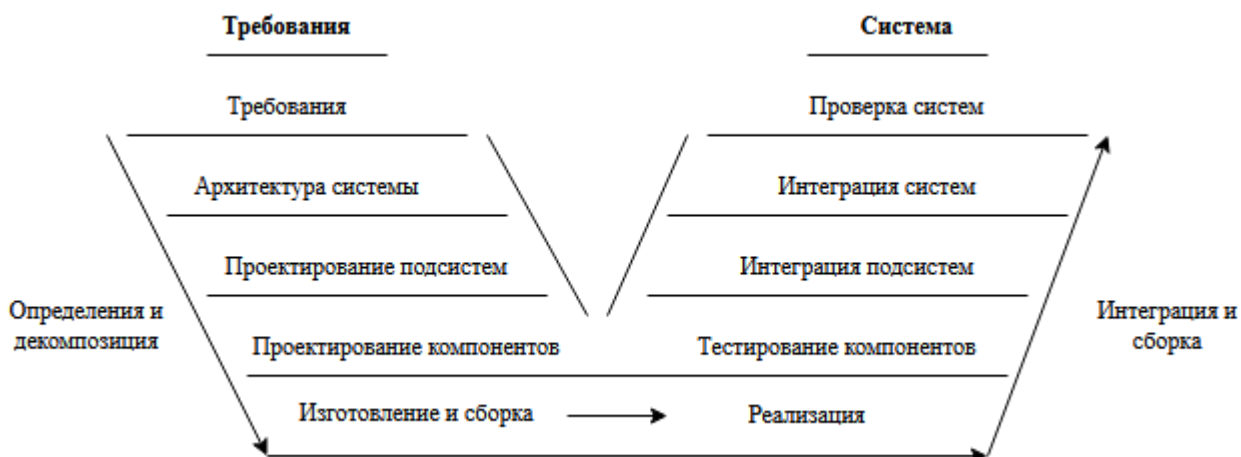 Требования
Система
Требования
Проверка систем
Архитектура системы
Интеграция систем
Проектирование подсистем
Интеграция подсистем
Определения и
декомпозиция
Интеграция и
сборка
Проектирование компонентов
Тестирование компонентов
Изготовление и сборка
Реализация